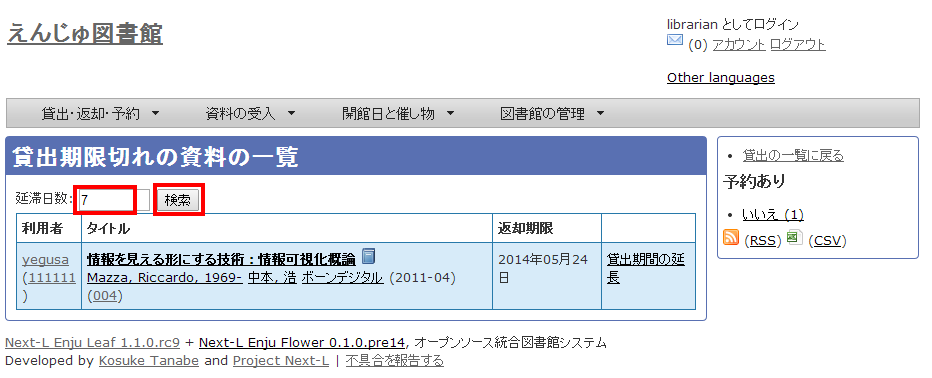 えんじゅ図書館
librarian としてログイン
(0) アカウント ログアウト
Other languages
貸出・返却・予約 ▼ 資料の受入 ▼ 開館日と催し物 ▼ 図書館の管理 ▼
貸出期限切れの資料の一覧
延滞日数: 7 検索
利用者 タイトル 返却期限
yegusa
(111111
)
情報を見える形にする技術 : 情報可視化概論
Mazza, Riccardo, 1969- 中本, 浩 ボーンデジタル (2011-04)
(004)
2014年05月24
日
貸出期間の延
長
• 貸出の一覧に戻る
予約あり
• いいえ (1)
(RSS) (CSV)
Next-L Enju Leaf 1.1.0.rc9 + Next-L Enju Flower 0.1.0.pre14, オープンソース統合図書館システム
Developed by Kosuke Tanabe and Project Next-L | 不具合を報告する